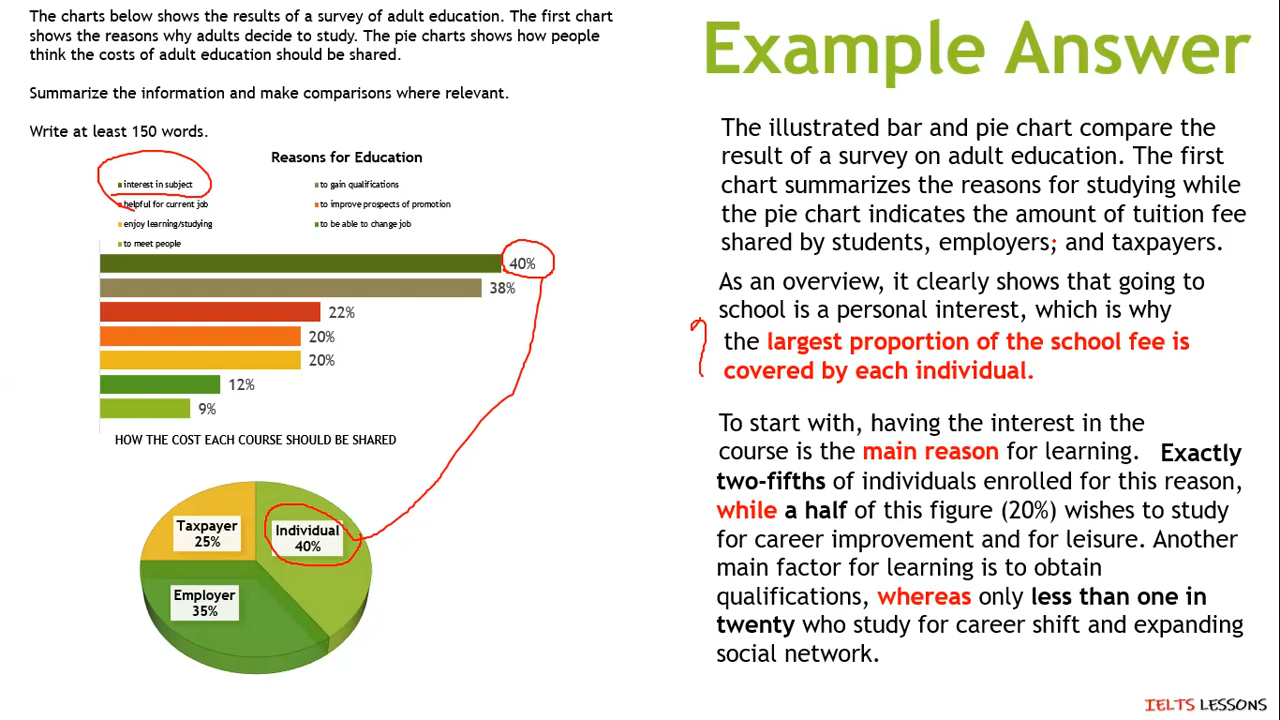 The charts below shows the results of a survey of adult education. The first chart
shows the reasons why adults decide to study. The pie charts shows how people
think the costs of adult education should be shared.
Summarize the information and make comparisons where relevant.
Write at least 150 words.
Reasons for Education
interest in subject
to gain qualifications
helpful for current job
to improve prospects of promotion
enjoy learning/studying
to be able to change job
to meet people
40%
38%
22%
20%
20%
12%
9%
HOW THE COST EACH COURSE SHOULD BE SHARED
Taxpayer
25%
Individual
40%
Employer
35%
Example Answer
The illustrated bar and pie chart compare the
result of a survey on adult education. The first
chart summarizes the reasons for studying while
the pie chart indicates the amount of tuition fee
shared by students, employers; and taxpayers.
As an overview, it clearly shows that going to
school is a personal interest, which is why
the largest proportion of the school fee is
covered by each individual.
To start with, having the interest in the
course is the main reason for learning. Exactly
two-fifths of individuals enrolled for this reason,
while a half of this figure (20%) wishes to study
for career improvement and for leisure. Another
main factor for learning is to obtain
qualifications, whereas only less than one in
twenty who study for career shift and expanding
social network.
IELTS LESSONS